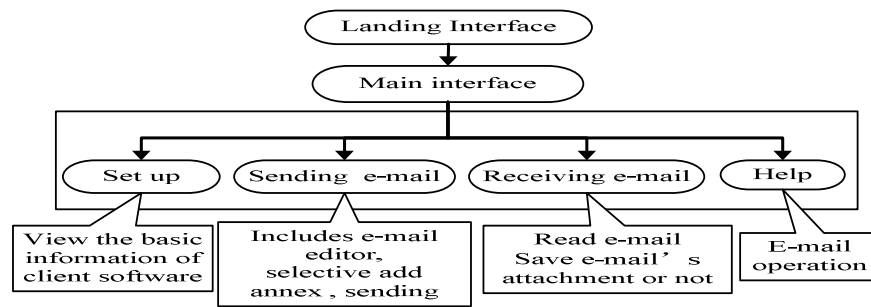 Landing Interface
Main interface
Set up
Sending e-mail
Receiving e-mail
Help
View the basic
information of
client software
Includes e-mail
editor,
selective add
annex, sending
Read e-mail
Save e-mail's
attachment or not
E-mail
operation